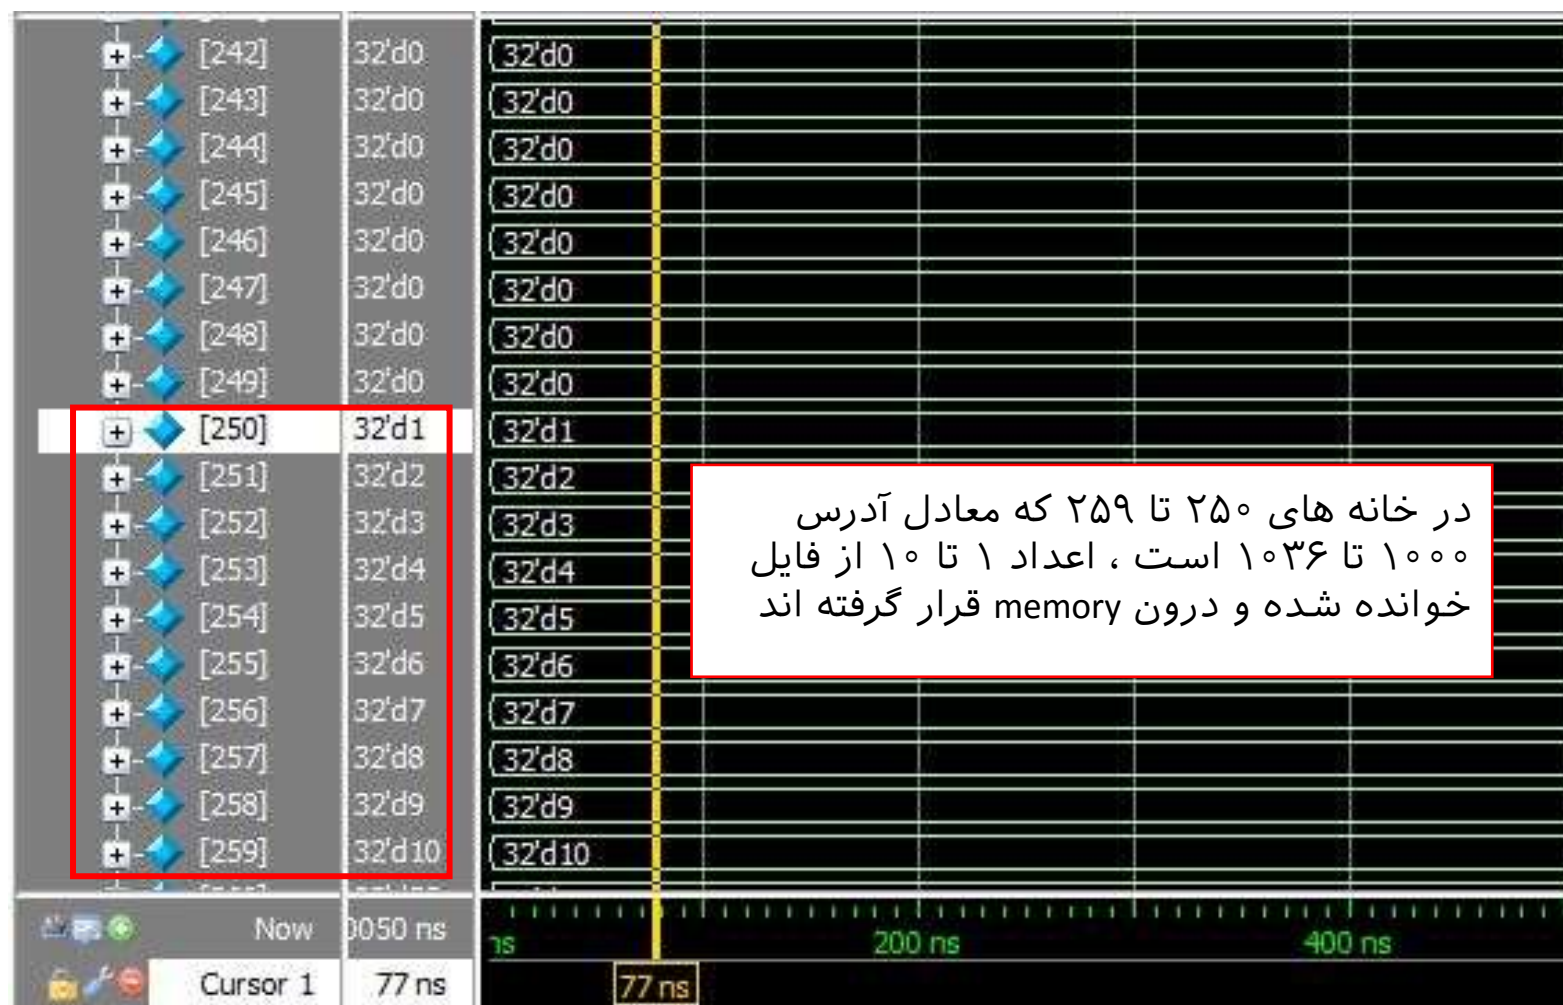 [242] 32'd0 32'd0
[243] 32'd0 32'd0
[244] 32'd0 32'd0
[245] 32'd0 32'd0
[246] 32'd0 32'd0
[247] 32'd0 32'd0
[248] 32'd0 32'd0
[249] 32'd0 32'd0
[250] 32'd1 32'd1
[251] 32'd2 32'd2
[252] 32'd3 32'd3
[253] 32'd4 32'd4
[254] 32'd5 32'd5
[255] 32'd6 32'd6
[256] 32'd7 32'd7
[257] 32'd8 32'd8
[258] 32'd9 32'd9
[259] 32'd10 32'd10
در خانه های ۲۵۰ تا ۲۵۹ که معادل آدرس
۱۰۰۰ تا ۱۰۳۶ است ، اعداد ۱ تا ۱۰ از فایل
خوانده شده و درون memory قرار گرفته اند
Now 0050 ns ns 200 ns 400 ns
Cursor 1 77 ns 77 ns